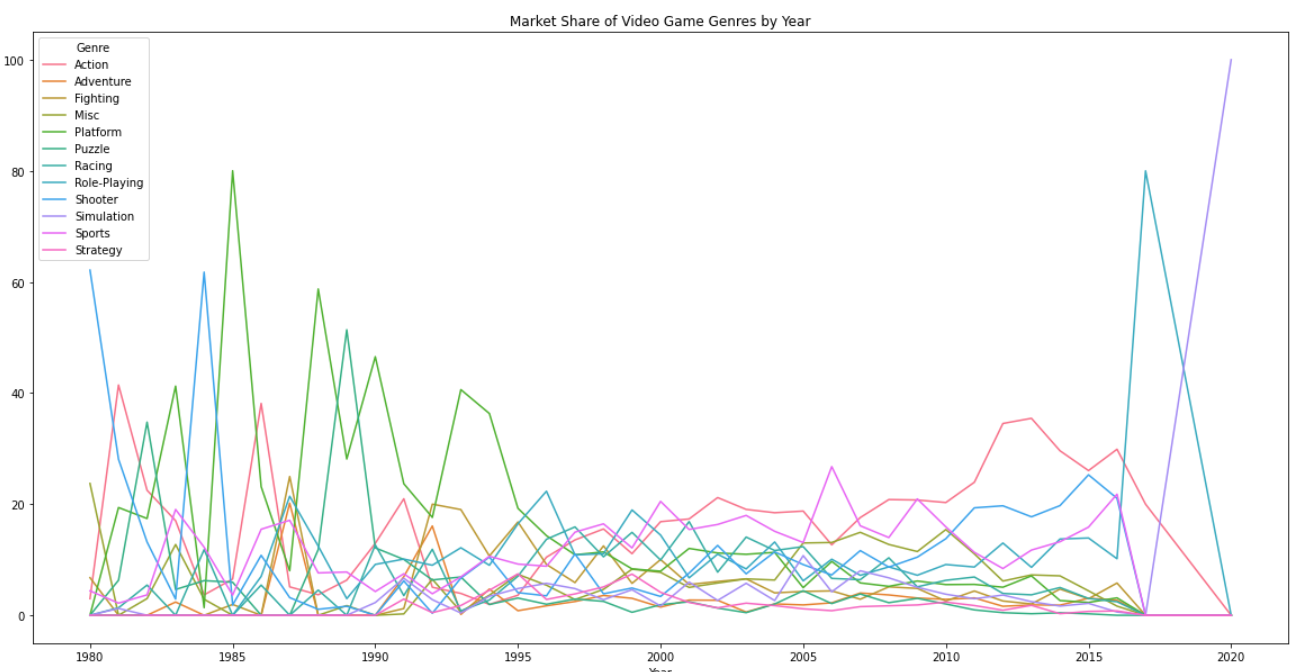 Market Share of Video Game Genres by Year
Genre
Action
Adventure
Fighting
Misc
Platform
Puzzle
Racing
Role-Playing
Shooter
Simulation
Sports
Strategy
100
80
60
40
20
0
1980 1985 1990 1995 2000 2005 2010 2015 2020
Year